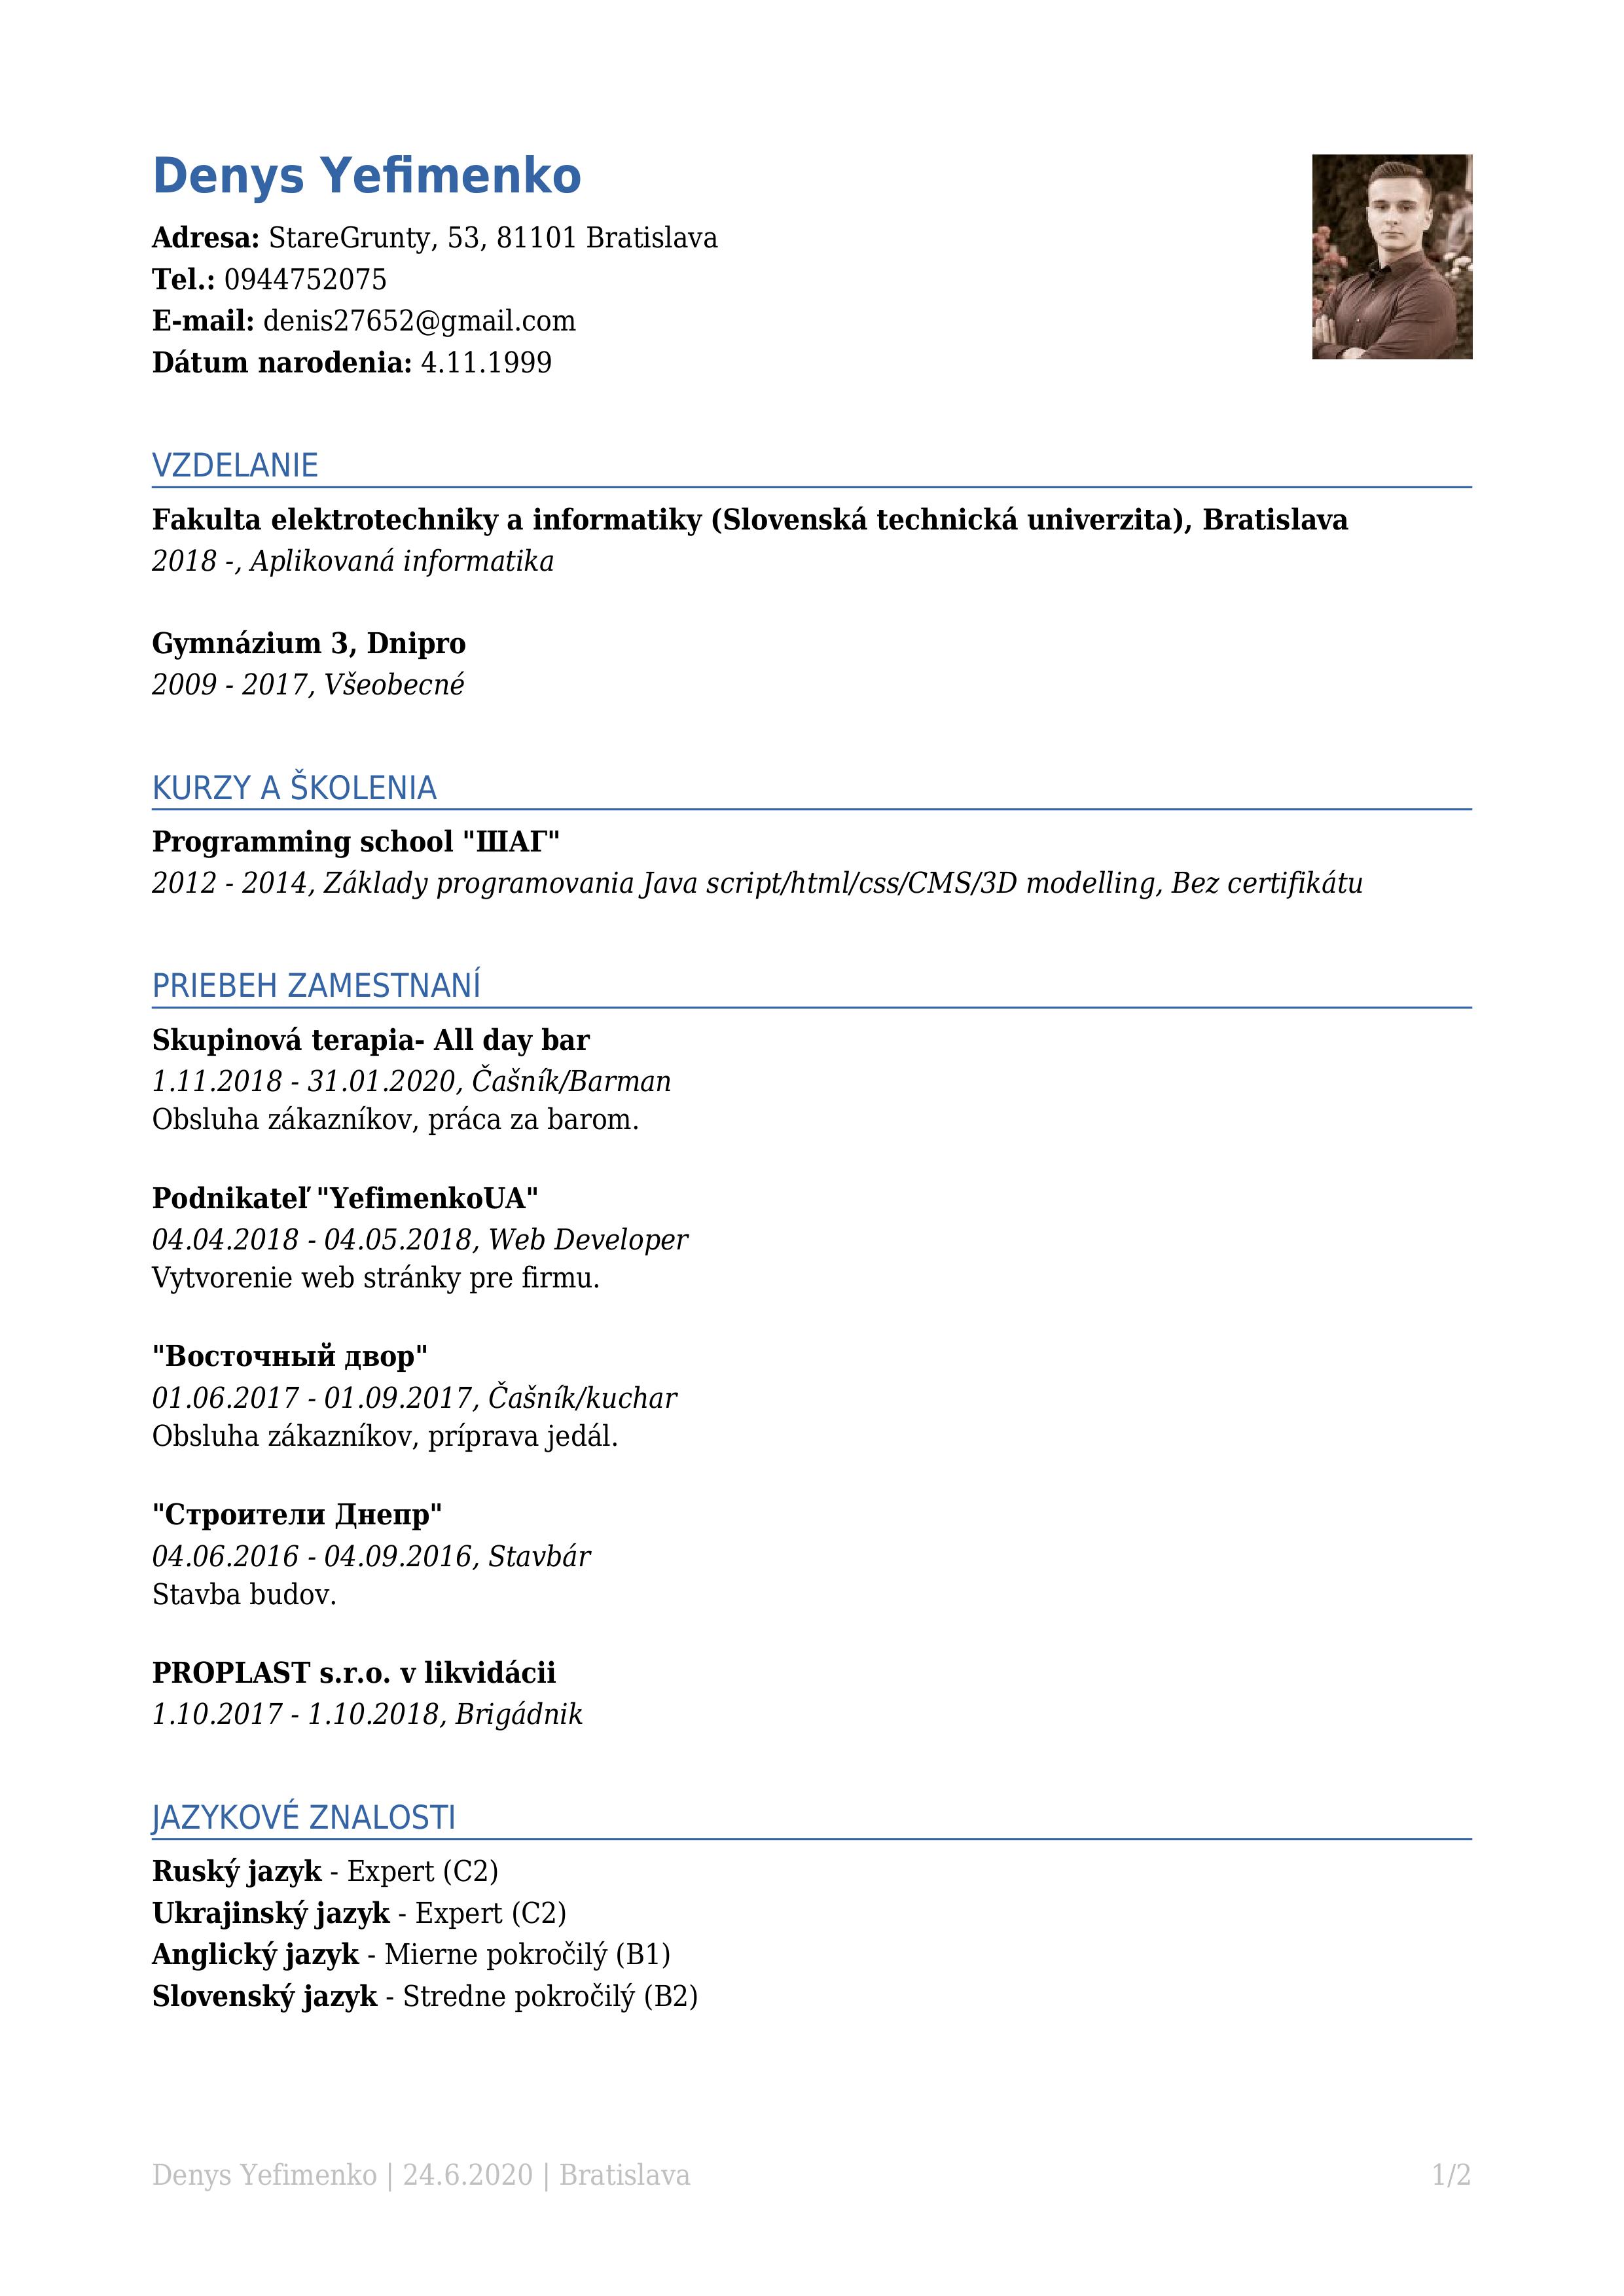 Denys Yefimenko
Adresa: StareGrunty, 53, 81101 Bratislava
Tel.: 0944752075
E-mail: denis27652@gmail.com
Dátum narodenia: 4.11.1999
VZDELANIE
Fakulta elektrotechniky a informatiky (Slovenská technická univerzita), Bratislava
2018 -, Aplikovaná informatika
Gymnázium 3, Dnipro
2009 - 2017, Všeobecné
KURZY A ŠKOLENIA
Programming school "ШАГ"
2012 - 2014, Základy programovania Java script/html/css/CMS/3D modelling, Bez certifikátu
PRIEBEH ZAMESTNANÍ
Skupinová terapia- All day bar
1.11.2018 - 31.01.2020, Čašník/Barman
Obsluha zákazníkov, práca za barom.
Podnikateľ "YefimenkoUA"
04.04.2018 - 04.05.2018, Web Developer
Vytvorenie web stránky pre firmu.
"Восточный двор"
01.06.2017 - 01.09.2017, Čašník/kuchar
Obsluha zákazníkov, príprava jedál.
"Строители Днепр"
04.06.2016 - 04.09.2016, Stavbár
Stavba budov.
PROPLAST s.r.o. v likvidácii
1.10.2017 - 1.10.2018, Brigádnik
JAZYKOVÉ ZNALOSTI
Ruský jazyk - Expert (C2)
Ukrajinský jazyk - Expert (C2)
Anglický jazyk - Mierne pokročilý (B1)
Slovenský jazyk - Stredne pokročilý (B2)
Denys Yefimenko | 24.6.2020 | Bratislava 1/2